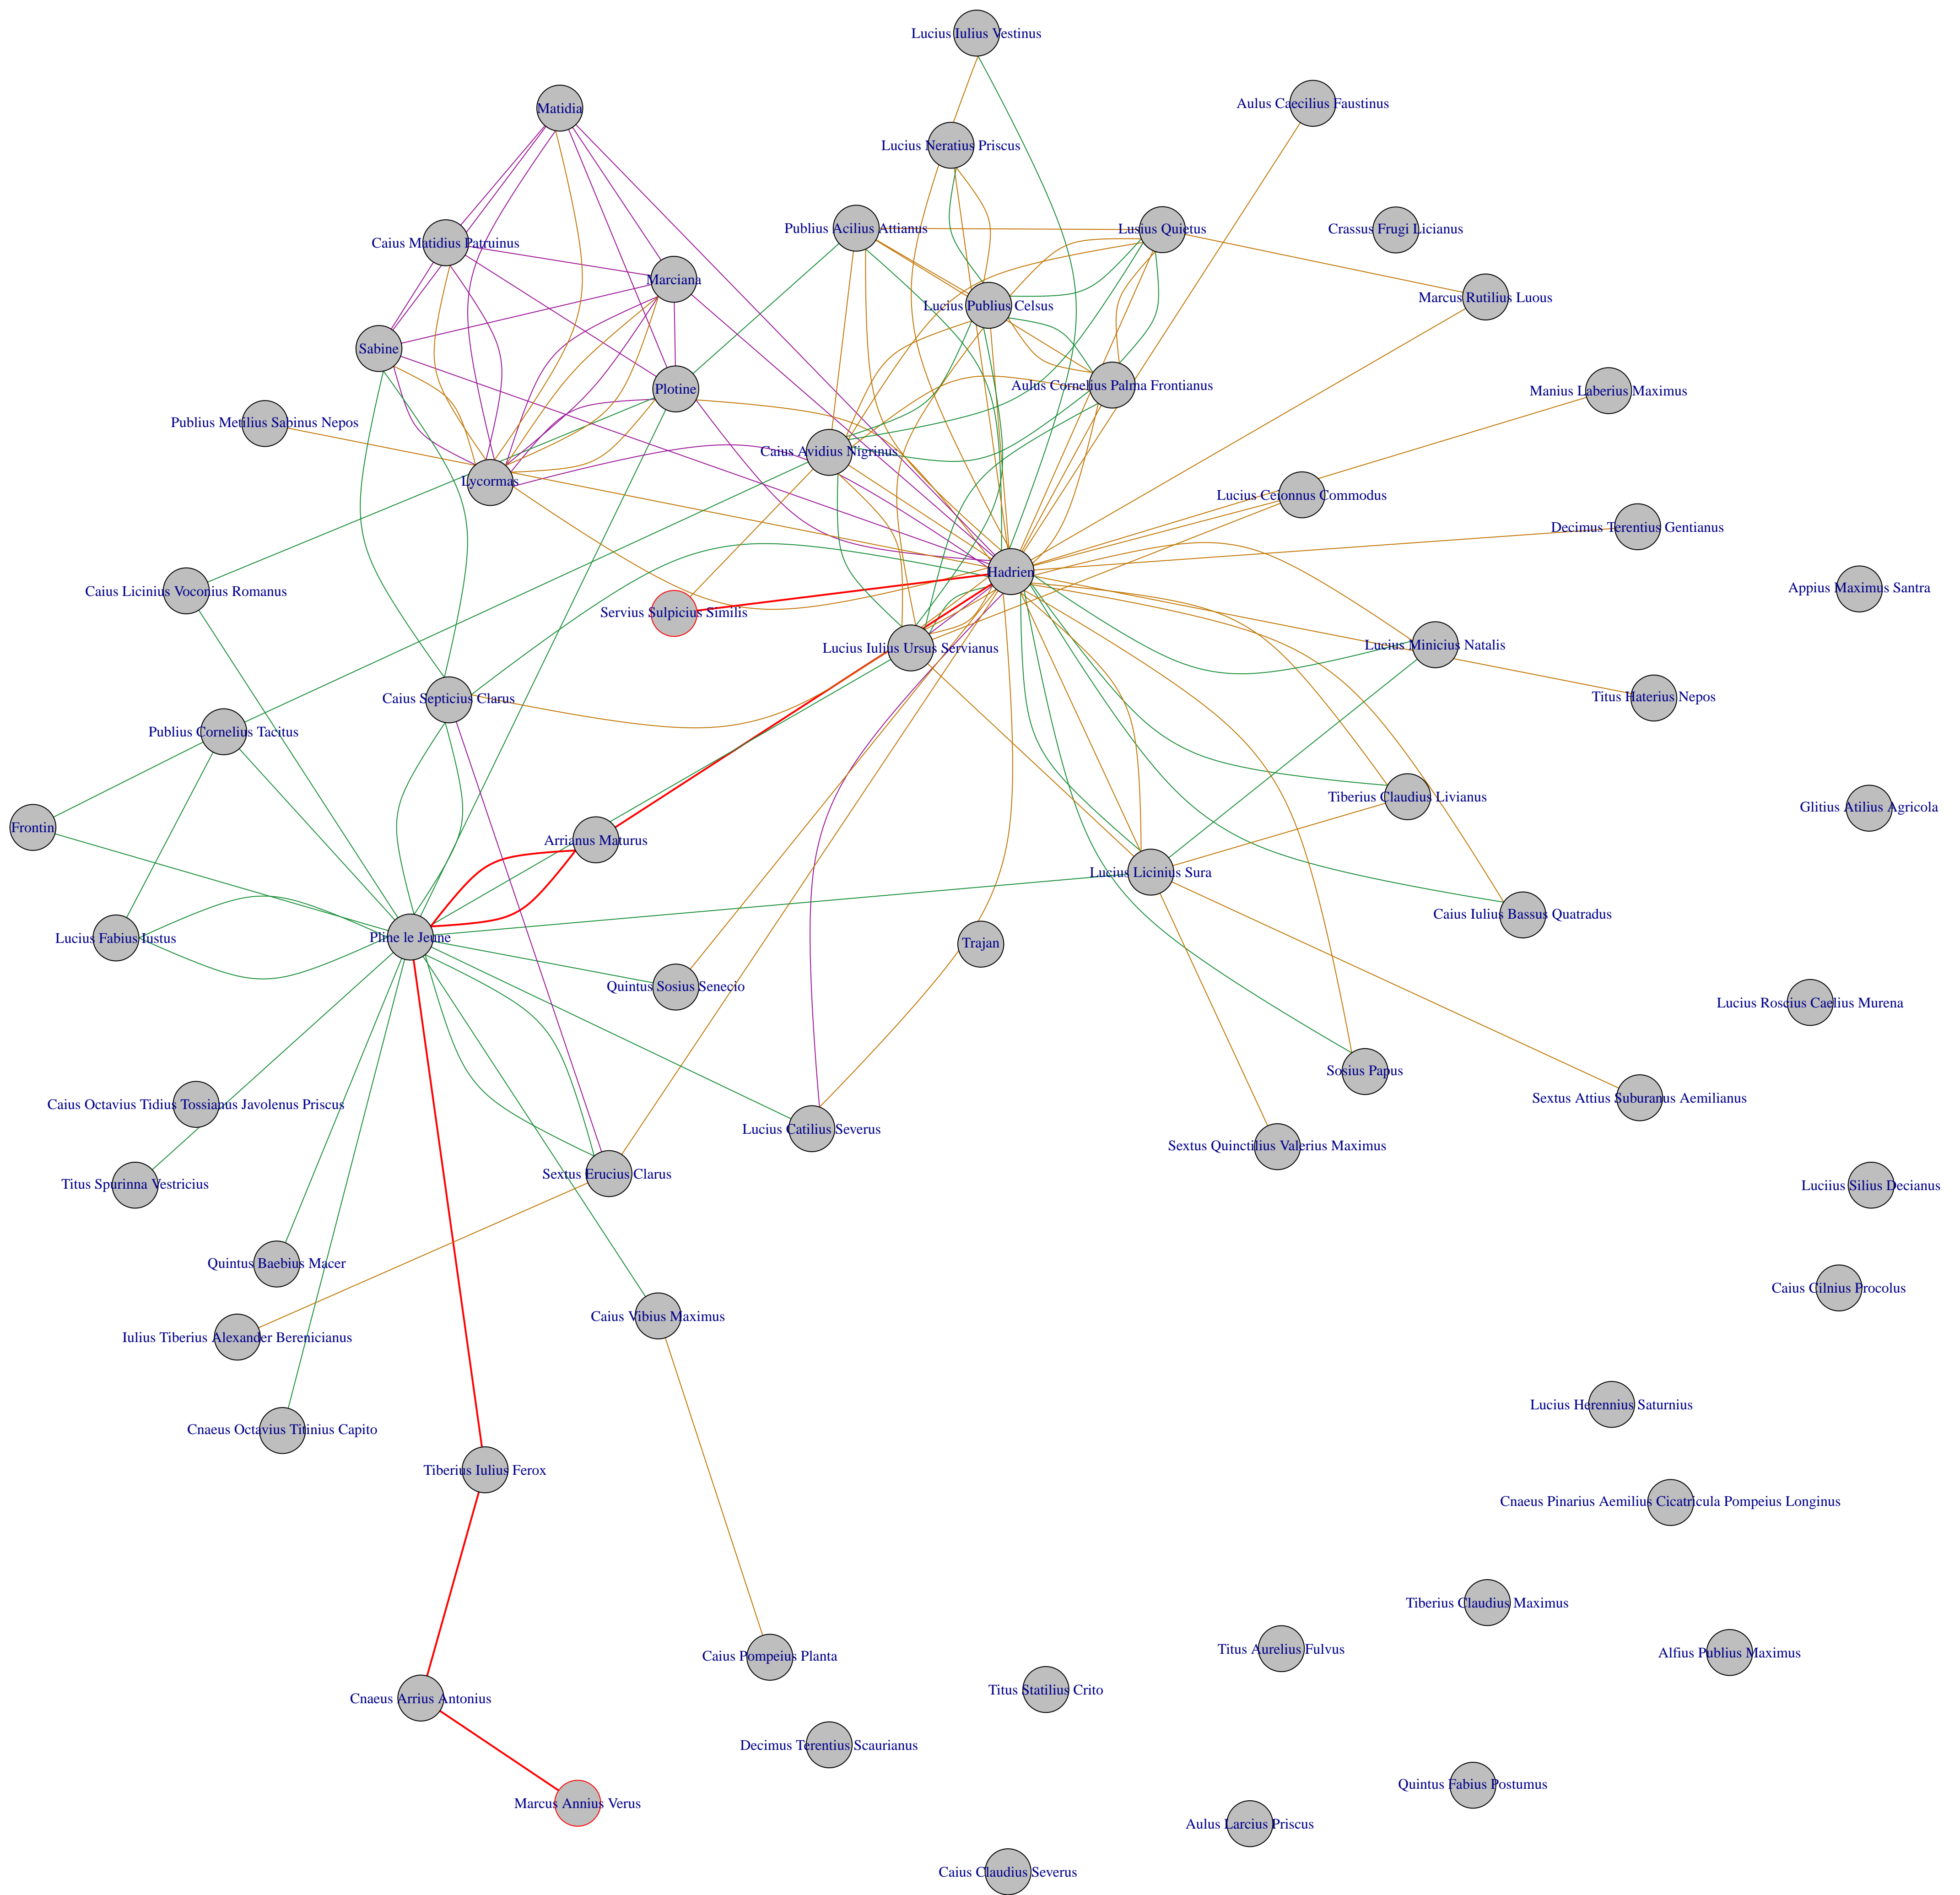 Lucius Iulius Vestinus
Aulus Caecilius Faustinus
Matidia
Lucius Neratius Priscus
Publius Acilius Attianus
Lusius Quietus
Crassus Frugi Licianus
Caius Matidius Patruinus
Marciana
Marcus Rutilius Luous
Lucius Publius Celsus
Sabine
Plotine
Aulus Cornelius Palma Frontianus
Manius Laberius Maximus
Publius Metilius Sabinus Nepos
Caius Avidius Nigrinus
Lycormas
Lucius Ceionnus Commodus
Decimus Terentius Gentianus
Hadrien
Caius Licinius Voconius Romanus
Appius Maximus Santra
Servius Sulpicius Similis
Lucius Iulius Ursus Servianus
Lucius Minicius Natalis
Caius Septicius Clarus
Titus Haterius Nepos
Publius Cornelius Tacitus
Tiberius Claudius Livianus
Glitius Atilius Agricola
Frontin
Arrianus Maturus
Lucius Licinius Sura
Caius Iulius Bassus Quatradus
Lucius Fabius Iustus
Pline le Jeune
Trajan
Quintus Sosius Senecio
Lucius Roscius Caelius Murena
Sosius Papus
Sextus Attius Suburanus Aemilianus
Caius Octavius Tidius Tossianus Javolenus Priscus
Lucius Catilius Severus
Sextus Quinctilius Valerius Maximus
Sextus Erucius Clarus
Titus Spurinna Vestricius
Luciius Silius Decianus
Quintus Baebius Macer
Caius Cilnius Procolus
Caius Vibius Maximus
Iulius Tiberius Alexander Berenicianus
Lucius Herennius Saturnius
Cnaeus Octavius Titinius Capito
Tiberius Iulius Ferox
Cnaeus Pinarius Aemilius Cicatricula Pompeius Longinus
Tiberius Claudius Maximus
Titus Aurelius Fulvus
Alfius Publius Maximus
Caius Pompeius Planta
Titus Statilius Crito
Cnaeus Arrius Antonius
Decimus Terentius Scaurianus
Quintus Fabius Postumus
Marcus Annius Verus
Aulus Larcius Priscus
Caius Claudius Severus